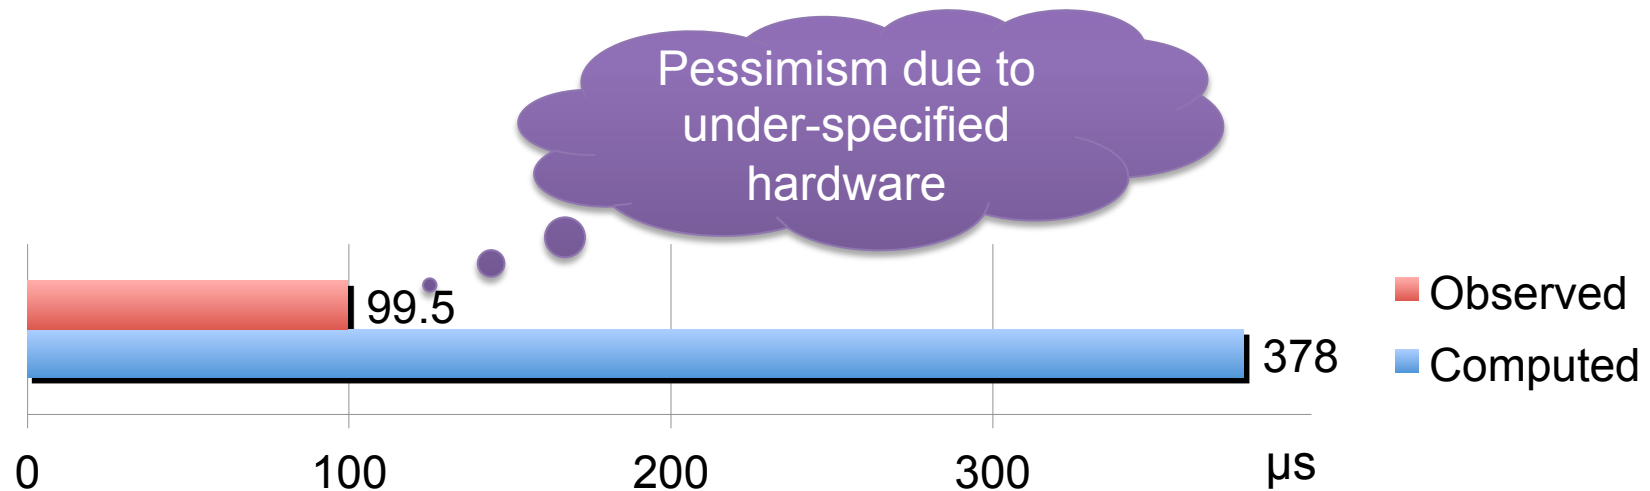 Pessimism due to
under-specified
hardware
99.5
378
Observed
Computed
0 100 200 300 µs